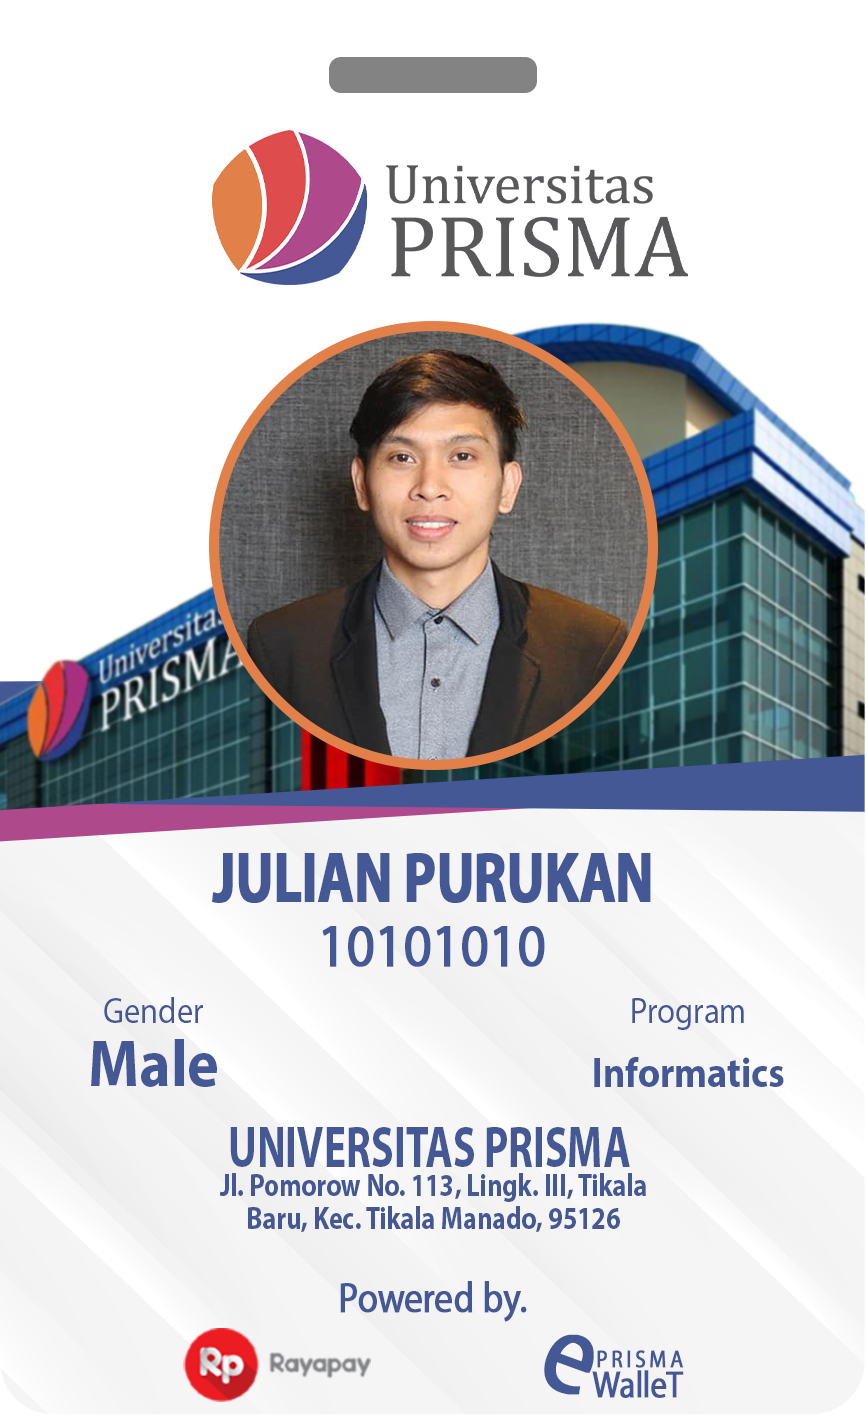 Universitas
PRISMA
Universitas
PRISMA
JULIAN PURUKAN
10101010
Gender
Program
Male
Informatics
UNIVERSITAS PRISMA
Jl. Pomorow No. 113, Lingk. III, Tikala
Baru, Kec. Tikala Manado, 95126
Powered by.
Rp Rayapay
e PRISMA
WalleT